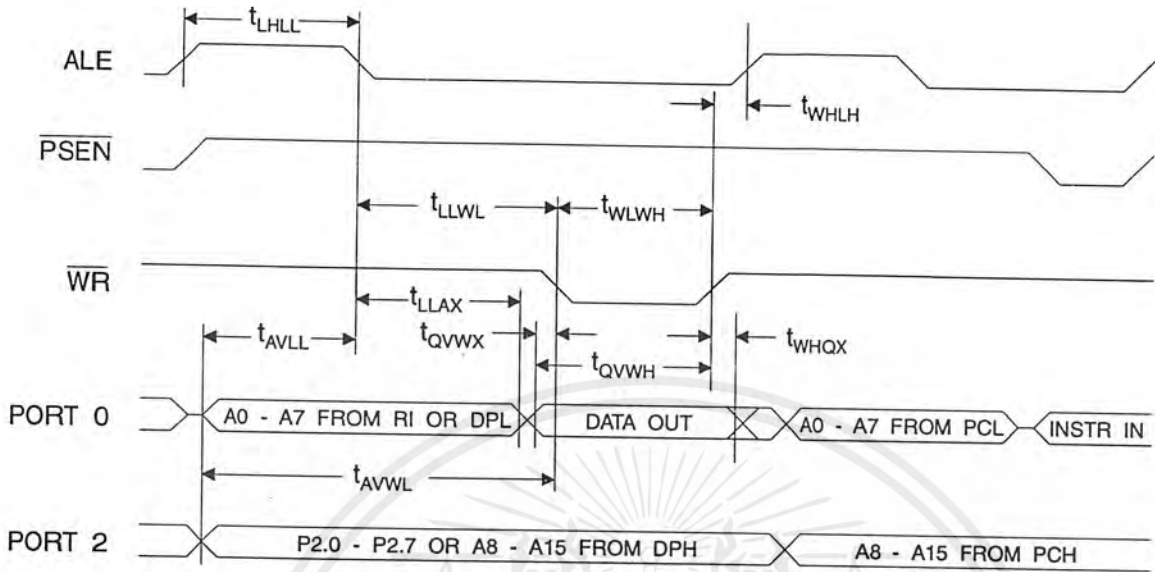 tLHLL
ALE
tWHLH
PSEN
tLLWL
tWLWH
WR
tLLAX
tAVLL
tQVWX
tWHQX
tQVWH
PORT 0
A0 - A7 FROM RI OR DPL
DATA OUT
A0 - A7 FROM PCL
INSTR IN
tAVWL
PORT 2
P2.0 - P2.7 OR A8 - A15 FROM DPH
A8 - A15 FROM PCH